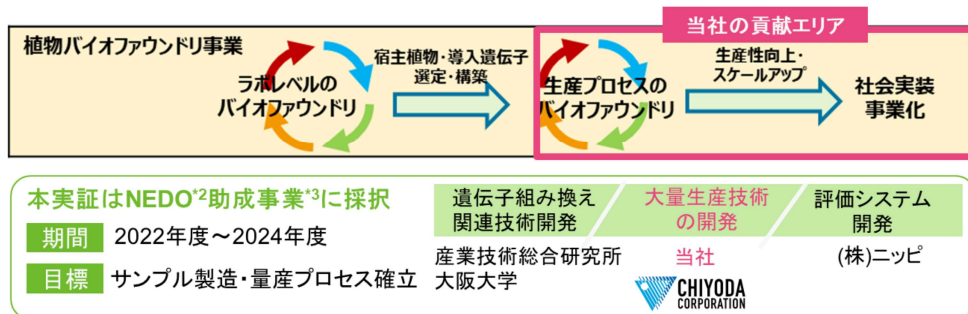 当社の貢献エリア
植物バイオファウンドリ事業
ラボレベルの
バイオファウンドリ
宿主植物・導入遺伝子
選定・構築
生産プロセスの
バイオファウンドリ
生産性向上・
スケールアップ
社会実装
事業化
本実証はNEDO*2助成事業*3に採択
期間 2022年度～2024年度
目標 サンプル製造・量産プロセス確立
遺伝子組み換え
関連技術開発
産業技術総合研究所
大阪大学
大量生産技術
の開発
当社
CHIYODA
CORPORATION
評価システム
開発
(株)ニッピ